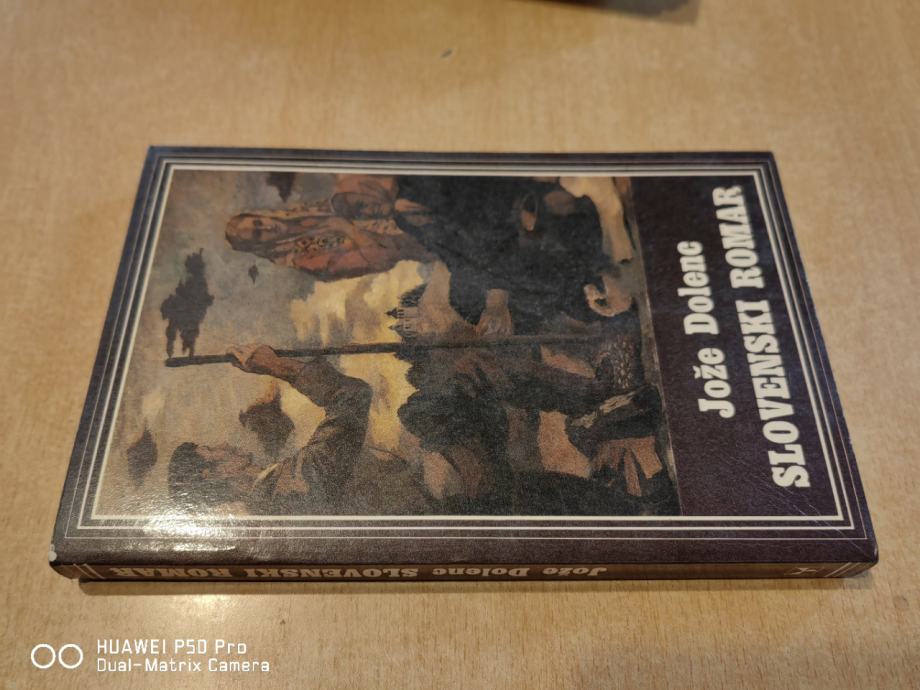 Jože Dolenc
SLOVENSKI ROMAR
Jože Dolenc SLOVENSKI ROMAR
HUAWEI P50 Pro
Dual-Matrix Camera